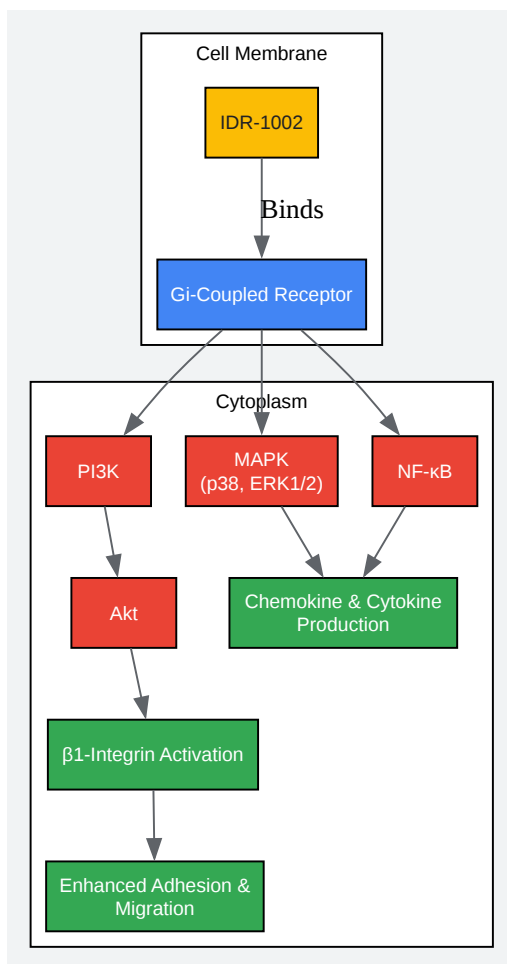 Cell Membrane
IDR-1002
Binds
Gi-Coupled Receptor
Cytoplasm
PI3K
MAPK
(p38, ERK1/2)
NF-κB
Akt
Chemokine & Cytokine
Production
β1-Integrin Activation
Enhanced Adhesion &
Migration